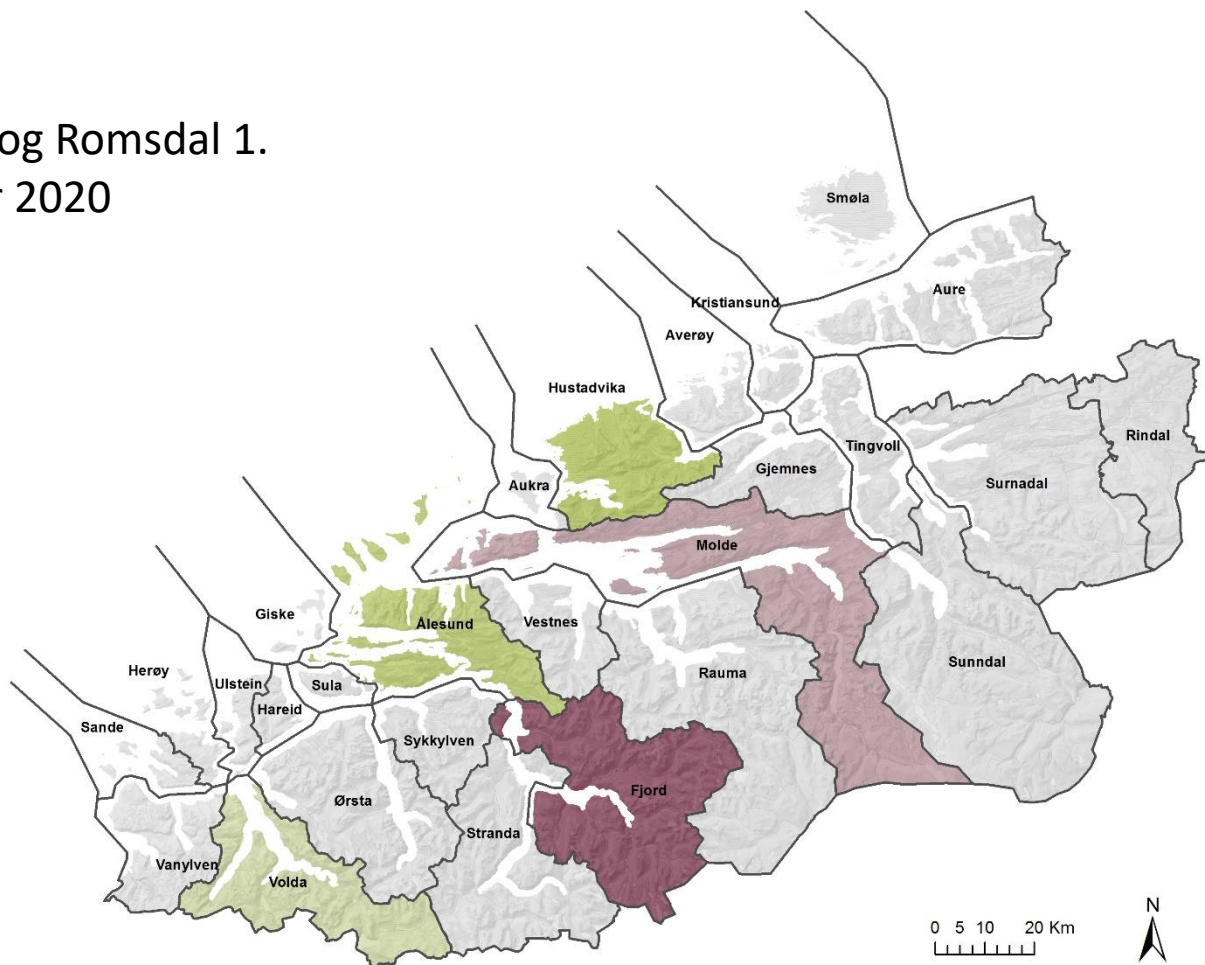 og Romsdal 1.
2020
Smøla
Aure
Kristiansund
Averøy
Hustadvika
Rindal
Tingvoll
Gjemnes
Surnadal
Aukra
Molde
Giske
Ålesund
Vestnes
Sunndal
Rauma
Herøy
Ulstein
Sula
Hareid
Sande
Sykkylven
Fjord
Ørsta
Stranda
Vanylven
Volda
N
0 5 10 20 Km